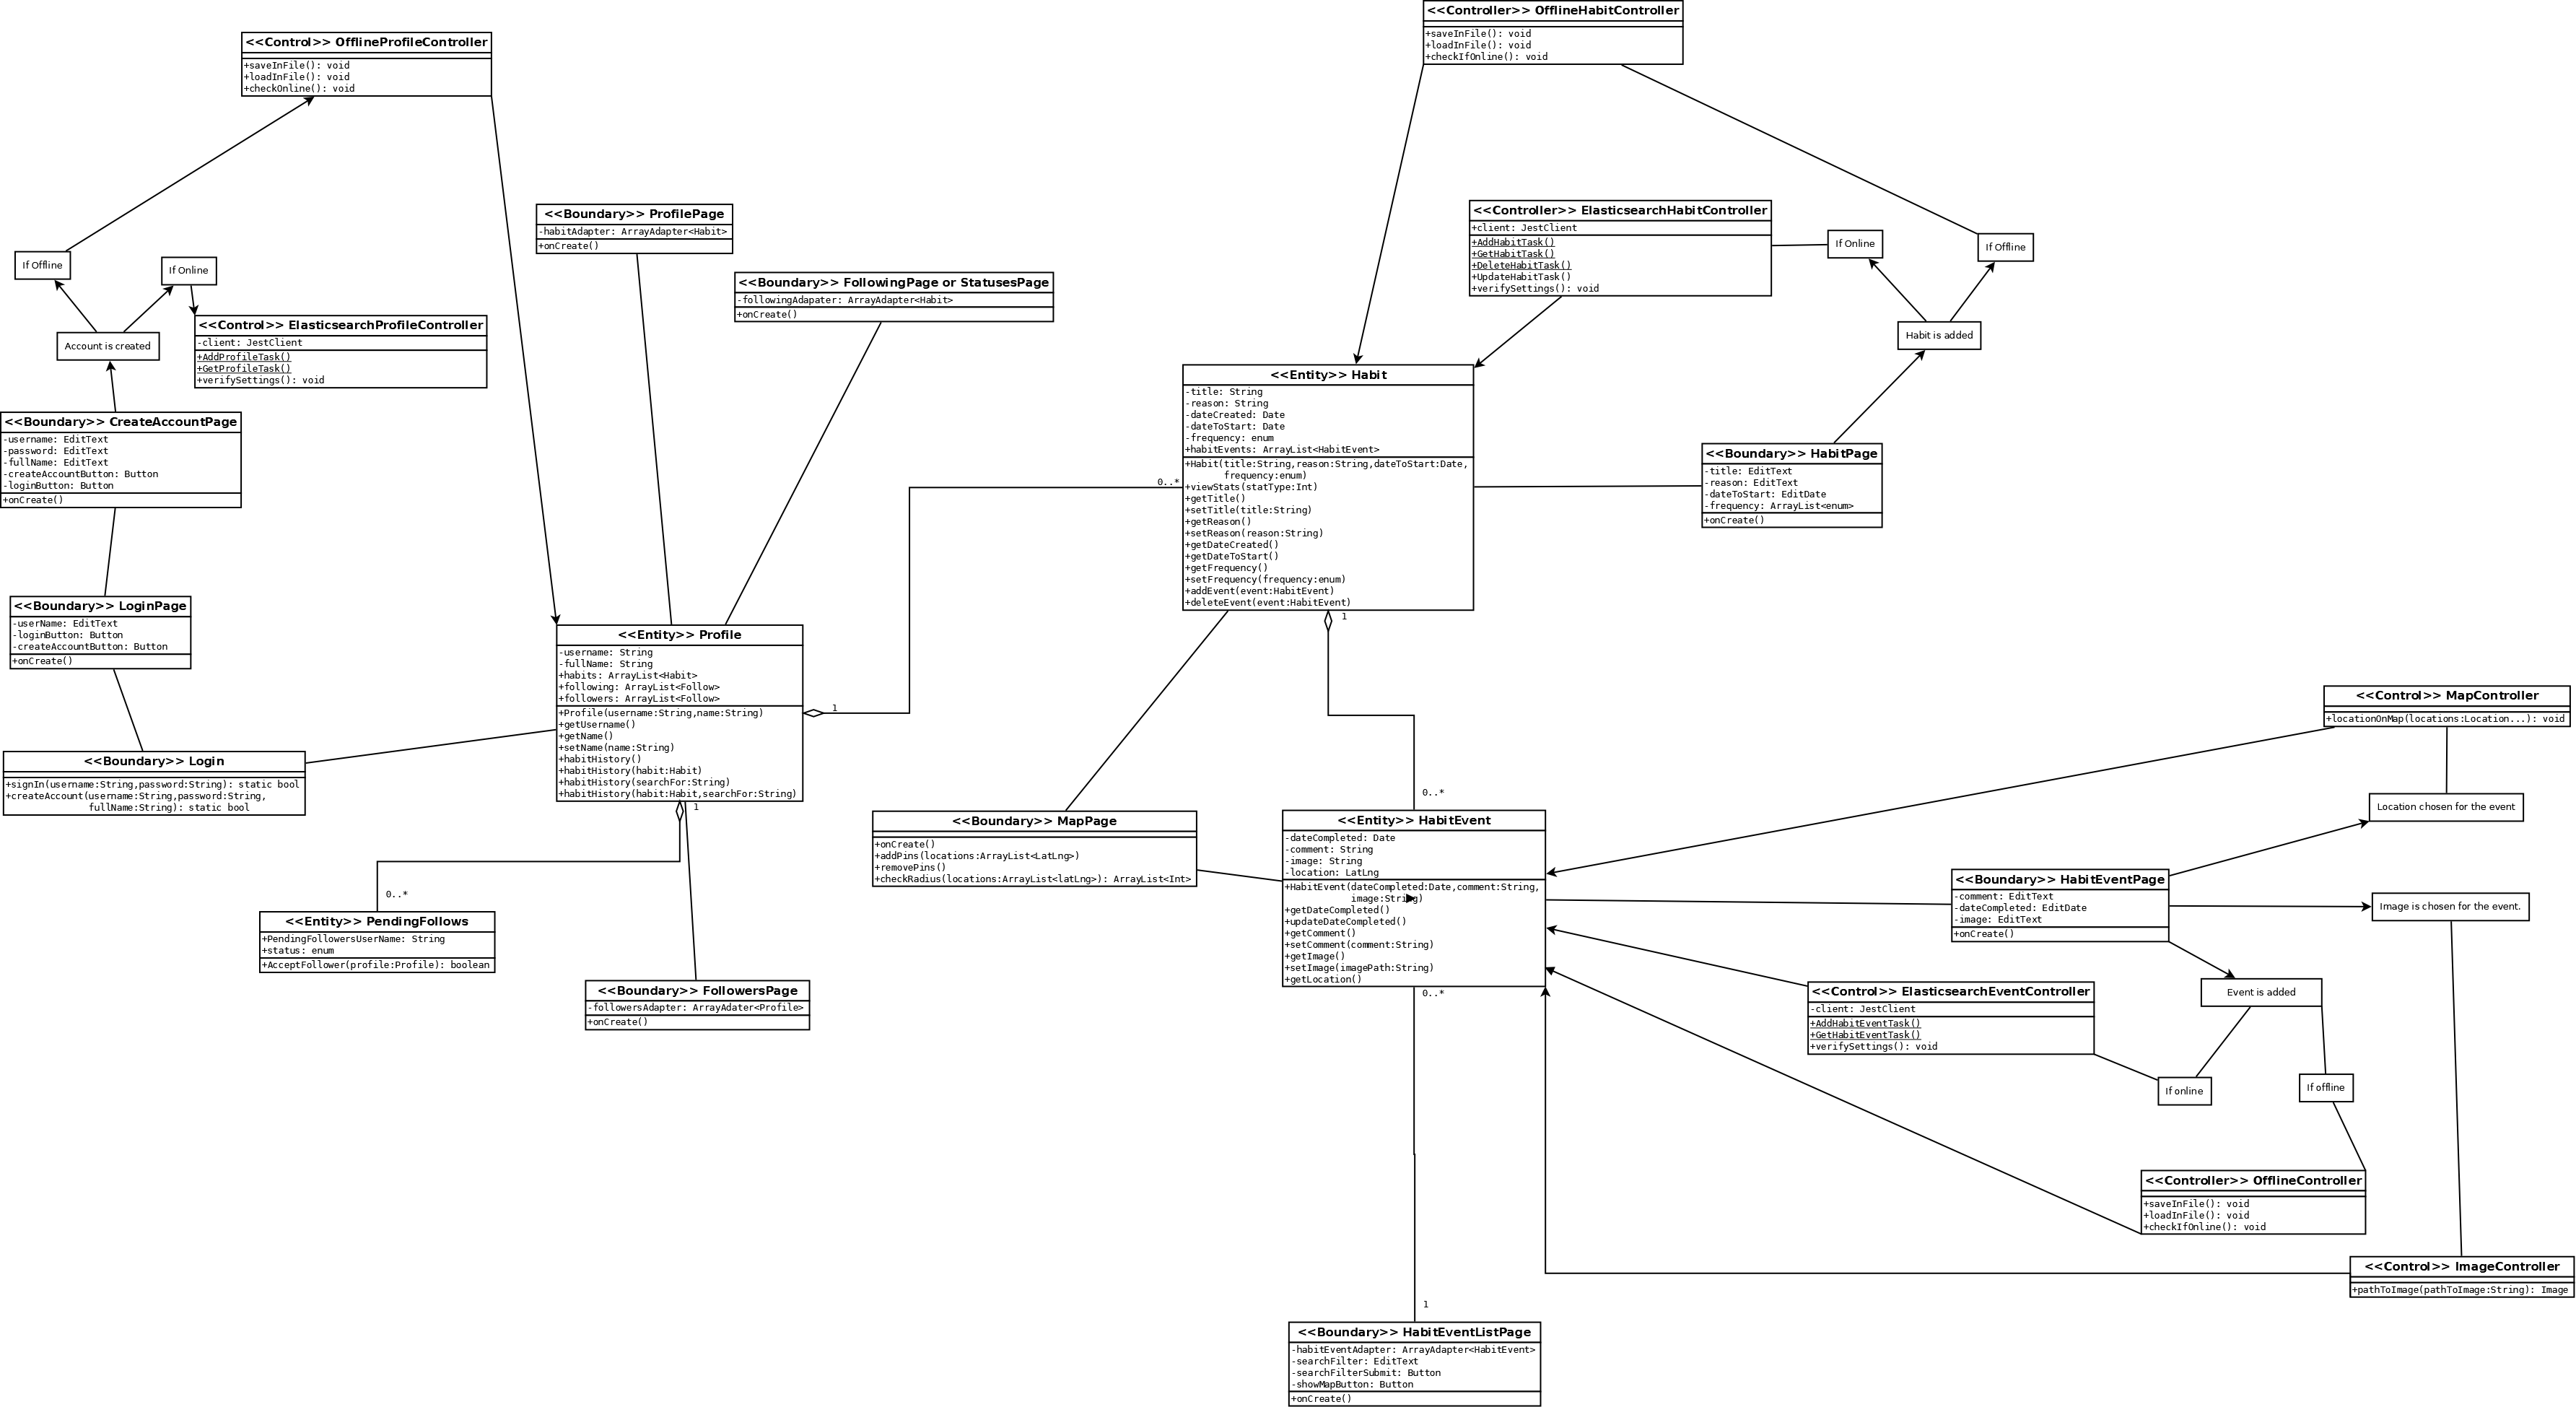 <<Controller>> OfflineHabitController
+saveInFile(): void
+loadInFile(): void
+checkIfOnline(): void
<<Control>> OfflineProfileController
+saveInFile(): void
+loadInFile(): void
+checkOnline(): void
<<Boundary>> ProfilePage
-habitAdapter: ArrayAdapter<Habit>
+onCreate()
<<Controller>> ElasticsearchHabitController
+client: JestClient
+AddHabitTask()
+GetHabitTask()
+DeleteHabitTask()
+UpdateHabitTask()
+verifySettings(): void
If Online
If Offline
If Offline
If Online
<<Boundary>> FollowingPage or StatusesPage
-followingAdapater: ArrayAdapter<Habit>
+onCreate()
<<Control>> ElasticsearchProfileController
-client: JestClient
+AddProfileTask()
+GetProfileTask()
+verifySettings(): void
Account is created
Habit is added
<<Entity>> Habit
-title: String
-reason: String
-dateCreated: Date
-dateToStart: Date
-frequency: enum
+habitEvents: ArrayList<HabitEvent>
+Habit(title:String,reason:String,dateToStart:Date,
frequency:enum)
+viewStats(statType:Int)
+getTitle()
+setTitle(title:String)
+getReason()
+setReason(reason:String)
+getDateCreated()
+getDateToStart()
+getFrequency()
+setFrequency(frequency:enum)
+addEvent(event:HabitEvent)
+deleteEvent(event:HabitEvent)
0..*
1
<<Boundary>> CreateAccountPage
-username: EditText
-password: EditText
-fullName: EditText
-createAccountButton: Button
-loginButton: Button
+onCreate()
<<Boundary>> HabitPage
-title: EditText
-reason: EditText
-dateToStart: EditDate
-frequency: ArrayList<enum>
+onCreate()
<<Boundary>> LoginPage
-userName: EditText
-loginButton: Button
-createAccountButton: Button
+onCreate()
<<Entity>> Profile
-username: String
-fullName: String
+habits: ArrayList<Habit>
+following: ArrayList<Follow>
+followers: ArrayList<Follow>
+Profile(username:String,name:String)
+getUsername()
+getName()
+setName(name:String)
+habitHistory()
+habitHistory(habit:Habit)
+habitHistory(searchFor:String)
+habitHistory(habit:Habit,searchFor:String)
1
1
<<Control>> MapController
+locationOnMap(locations:Location...): void
<<Boundary>> Login
+signIn(username:String,password:String): static bool
+createAccount(username:String,password:String,
fullName:String): static bool
Location chosen for the event
0..*
<<Boundary>> MapPage
+onCreate()
+addPins(locations:ArrayList<LatLng>)
+removePins()
+checkRadius(locations:ArrayList<latLng>): ArrayList<Int>
<<Entity>> HabitEvent
-dateCompleted: Date
-comment: String
-image: String
-location: LatLng
+HabitEvent(dateCompleted:Date,comment:String,
image:String)
+getDateCompleted()
+updateDateCompleted()
+getComment()
+setComment(comment:String)
+getImage()
+setImage(imagePath:String)
+getLocation()
0..*
<<Boundary>> HabitEventPage
-comment: EditText
-dateCompleted: EditDate
-image: EditText
+onCreate()
Image is chosen for the event.
0..*
<<Entity>> PendingFollows
+PendingFollowersUserName: String
+status: enum
+AcceptFollower(profile:Profile): boolean
<<Boundary>> FollowersPage
-followersAdapter: ArrayAdater<Profile>
+onCreate()
<<Control>> ElasticsearchEventController
-client: JestClient
+AddHabitEventTask()
+GetHabitEventTask()
+verifySettings(): void
Event is added
If online
If offline
<<Controller>> OfflineController
+saveInFile(): void
+loadInFile(): void
+checkIfOnline(): void
<<Control>> ImageController
+pathToImage(pathToImage:String): Image
1
<<Boundary>> HabitEventListPage
-habitEventAdapter: ArrayAdapter<HabitEvent>
-searchFilter: EditText
-searchFilterSubmit: Button
-showMapButton: Button
+onCreate()